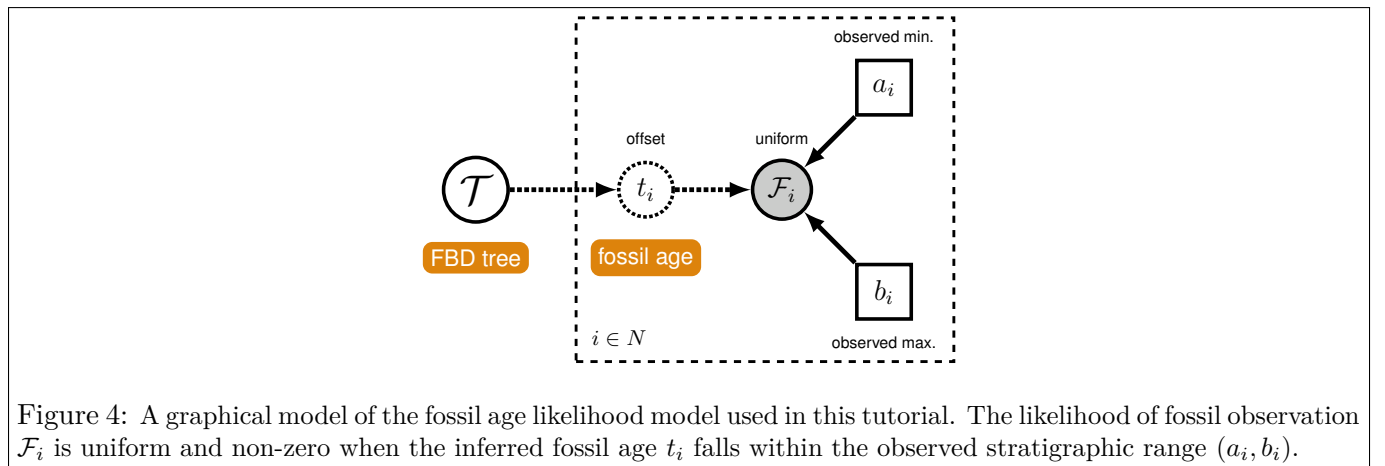 observed min.
a_i
offset
uniform
𝒯
t_i
ℱ_i
FBD tree
fossil age
b_i
i ∈ N
observed max.
Figure 4: A graphical model of the fossil age likelihood model used in this tutorial. The likelihood of fossil observation
ℱ_i is uniform and non-zero when the inferred fossil age t_i falls within the observed stratigraphic range (a_i, b_i).